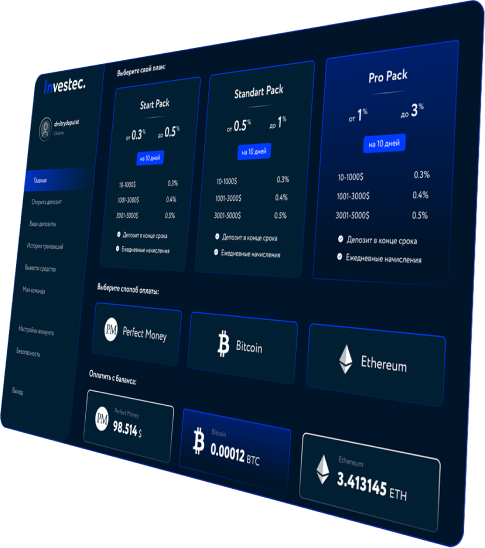 Investec.
dmitrydepurat
Ukraine
Главная
Открыть депозит
Ваши депозиты
История транзакций
Вывести средства
Моя команда
Настройки аккаунта
Безопасность
Выход
Выберите свой план:
Start Pack
от 0.3% до 0.5%
на 10 дней
10-1000$ 0.3%
1001-3000$ 0.4%
3001-5000$ 0.5%
Депозит в конце срока
Ежедневные начисления
Standart Pack
от 0.5% до 1%
на 10 дней
10-1000$ 0.3%
1001-3000$ 0.4%
3001-5000$ 0.5%
Депозит в конце срока
Ежедневные начисления
Pro Pack
от 1% до 3%
на 10 дней
10-1000$ 0.3%
1001-3000$ 0.4%
3001-5000$ 0.5%
Депозит в конце срока
Ежедневные начисления
Выберите способ оплаты:
PM Perfect Money
Bitcoin
Ethereum
Оплатить с баланса:
PM
Perfect Money
98.514 $
Bitcoin
0.00012 BTC
Ethereum
3.413145 ETH